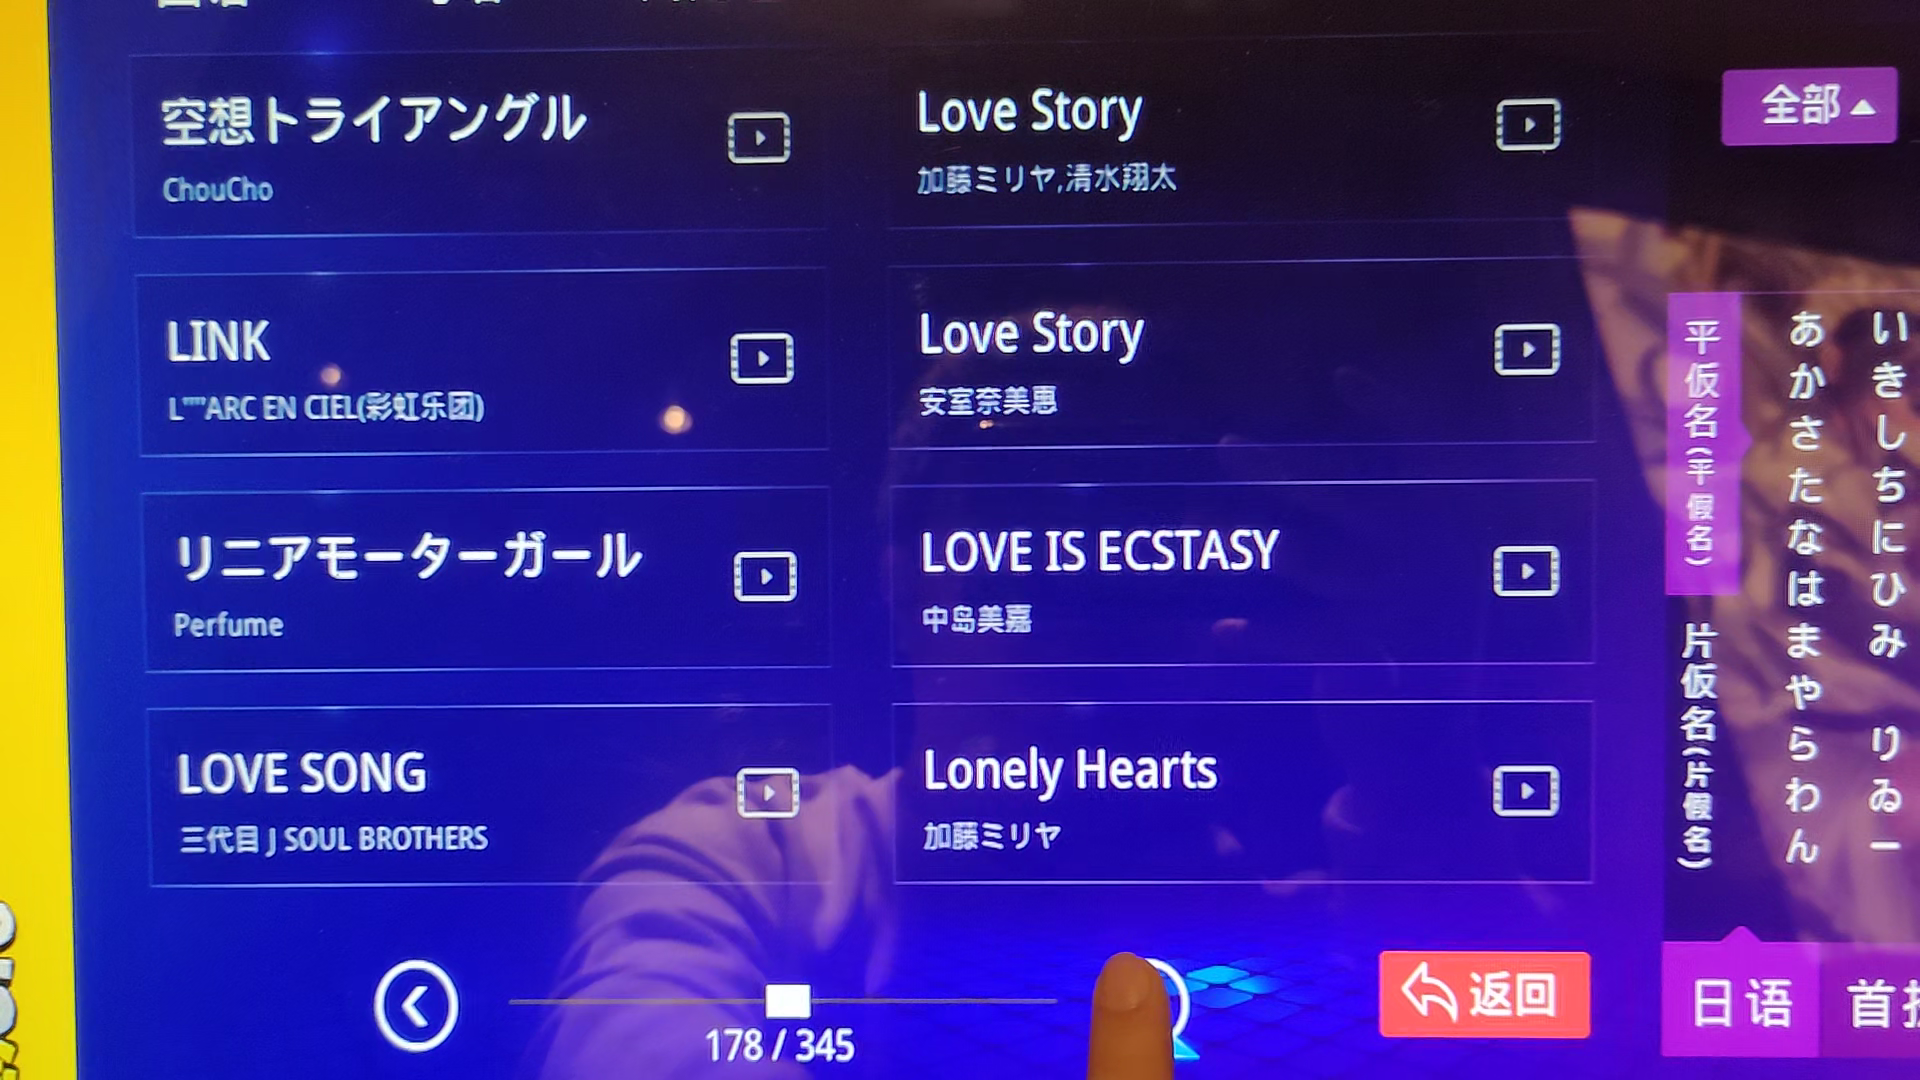 空想トライアングル
ChouCho
Love Story
加藤ミリヤ,清水翔太
全部
LINK
L""'ARC EN CIEL(彩虹乐团)
Love Story
安室奈美惠
リニアモーターガール
Perfume
LOVE IS ECSTASY
中岛美嘉
LOVE SONG
三代目 J SOUL BROTHERS
Lonely Hearts
加藤ミリヤ
178 / 345
返回
平仮名(平假名)
片仮名(片假名)
あかさたなはまやらわん
いきしちにひみ りゐー
日语
首